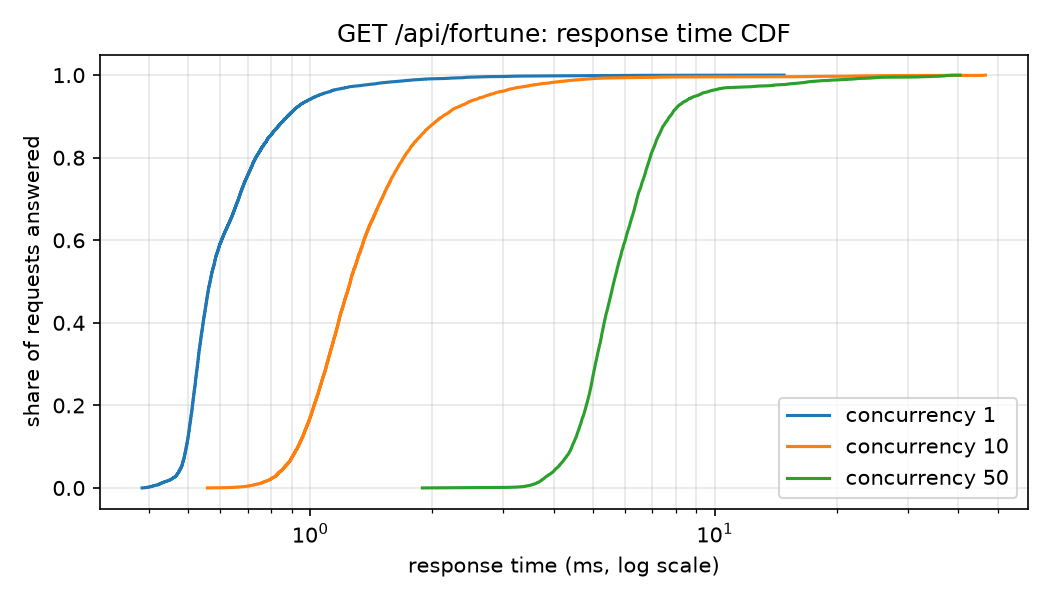 GET /api/fortune: response time CDF
share of requests answered
1.0
0.8
0.6
0.4
0.2
0.0
concurrency 1
concurrency 10
concurrency 50
10⁰ 10¹
response time (ms, log scale)